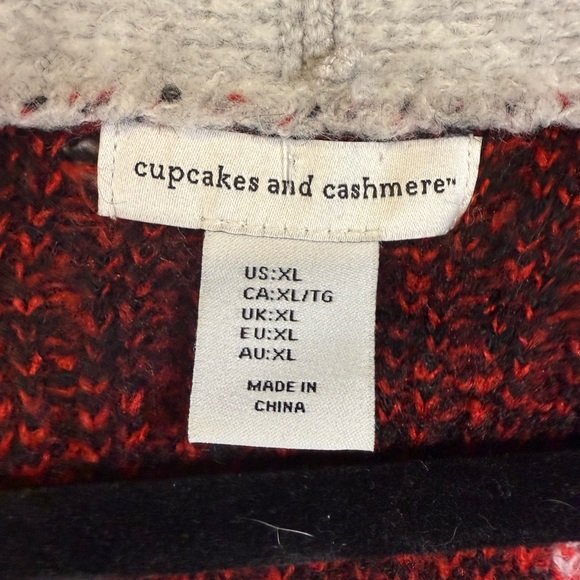 cupcakes and cashmere™
US:XL
CA:XL/TG
UK:XL
EU:XL
AU:XL
MADE IN
CHINA